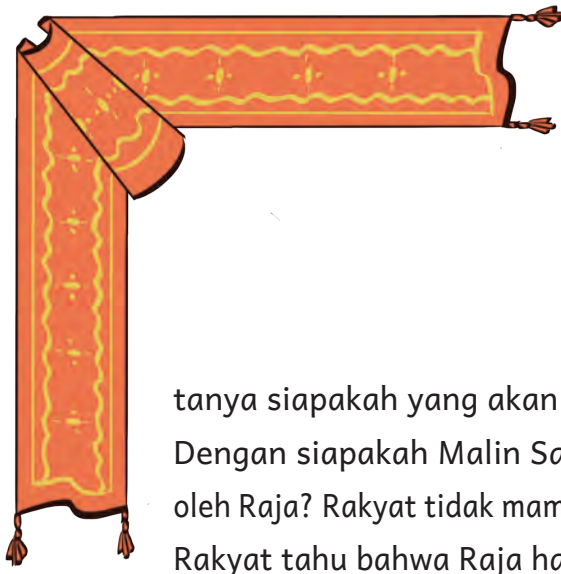 tanya siapakah yang akan
Dengan siapakah Malin
oleh Raja? Rakyat tidak
Rakyat tahu bahwa Raja